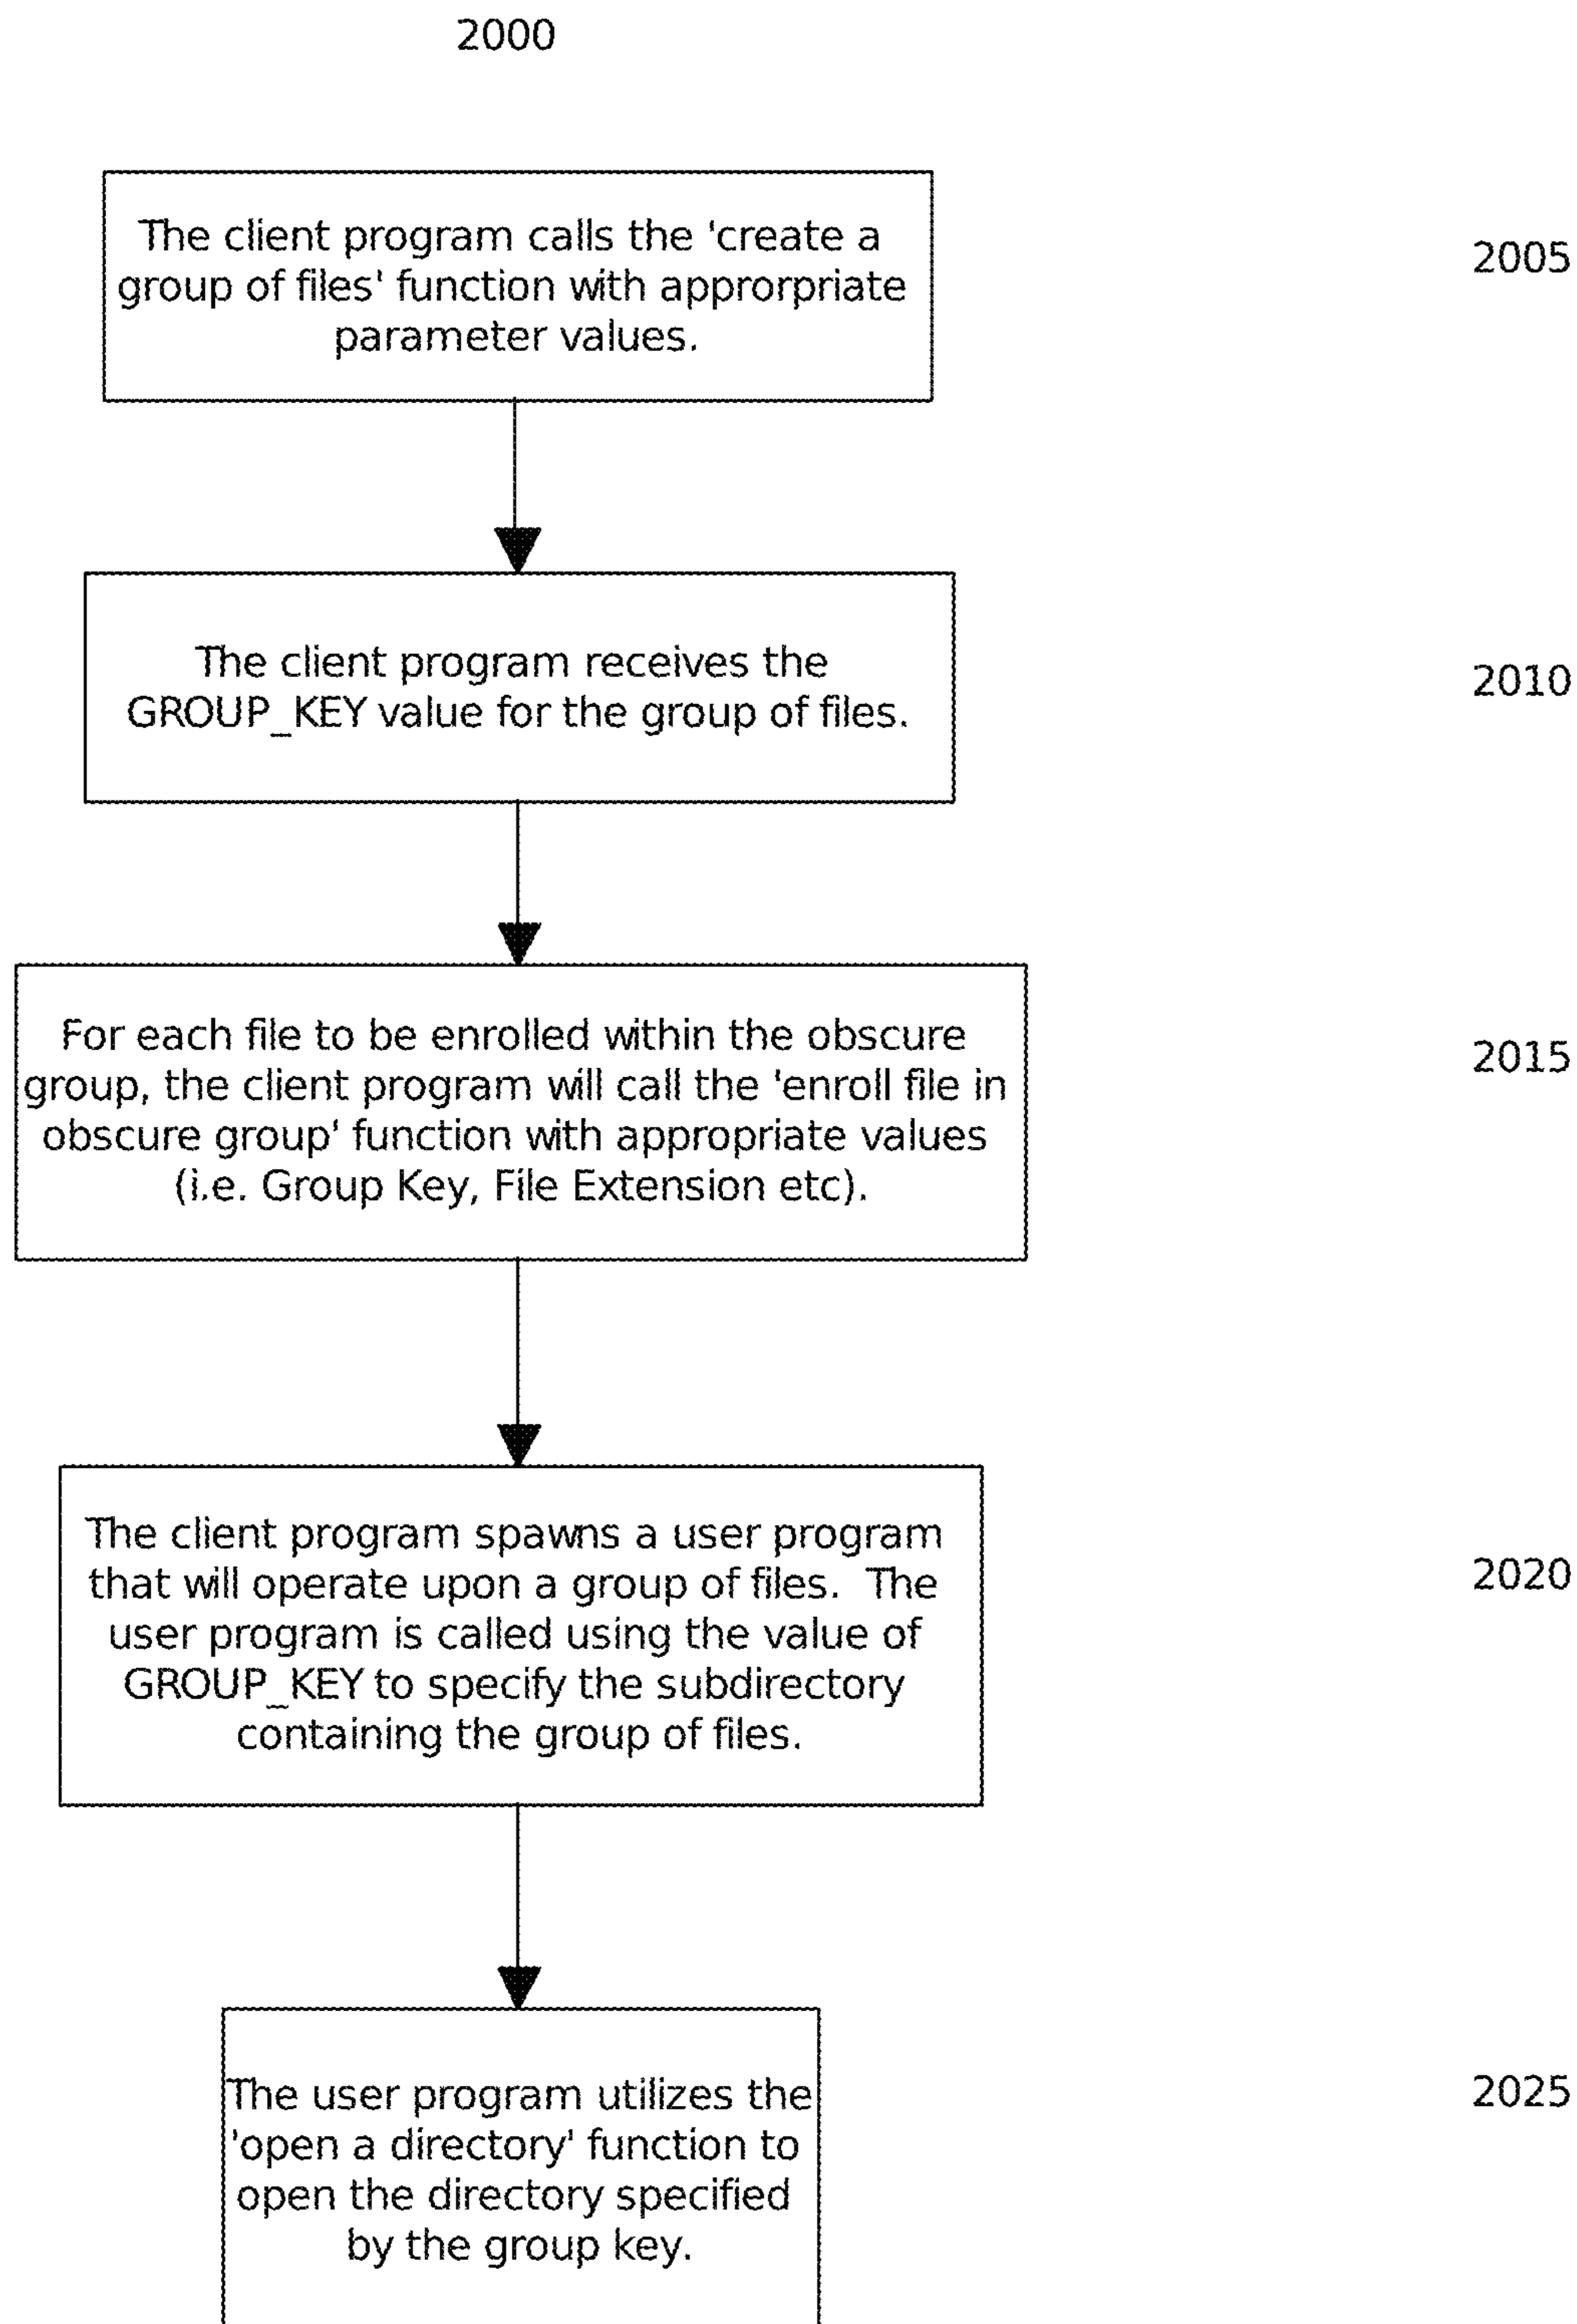 2000
The client program calls the 'create a
group of files' function with approrpriate
parameter values.
2005
The client program receives the
GROUP_KEY value for the group of files.
2010
For each file to be enrolled within the obscure
group, the client program will call the 'enroll file in
obscure group' function with appropriate values
(i.e. Group Key, File Extension etc).
2015
The client program spawns a user program
that will operate upon a group of files.  The
user program is called using the value of
GROUP_KEY to specify the subdirectory
containing the group of files.
2020
The user program utilizes the
'open a directory' function to
open the directory specified
by the group key.
2025